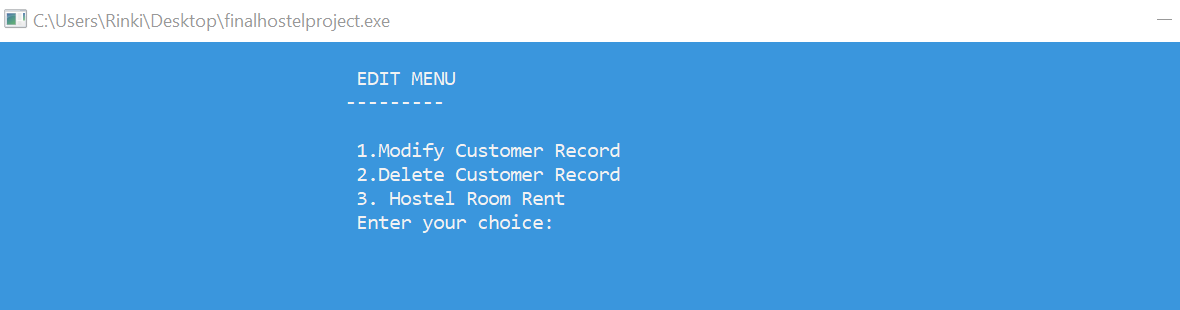 C:\Users\Rinki\Desktop\finalhostelproject.exe
EDIT MENU
---------
1.Modify Customer Record
2.Delete Customer Record
3. Hostel Room Rent
Enter your choice: